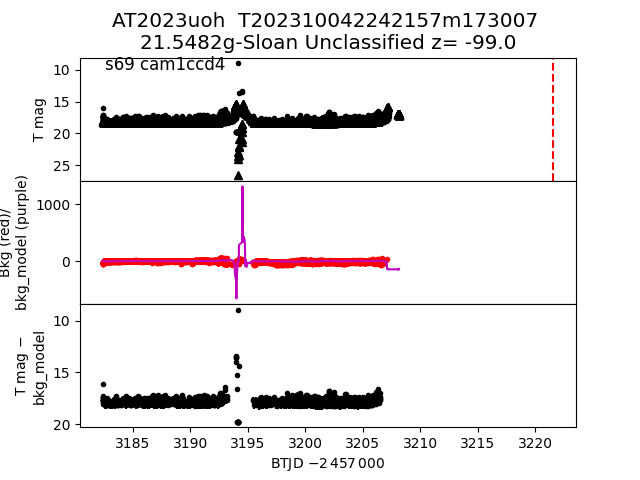 AT2023uoh  T202310042242157m173007
21.5482g-Sloan Unclassified z= -99.0
s69 cam1ccd4
10
15
20
25
T mag
1000
0
Bkg (red)/
bkg_model (purple)
10
15
20
T mag −
bkg_model
3185 3190 3195 3200 3205 3210 3215 3220
BTJD −2 457 000